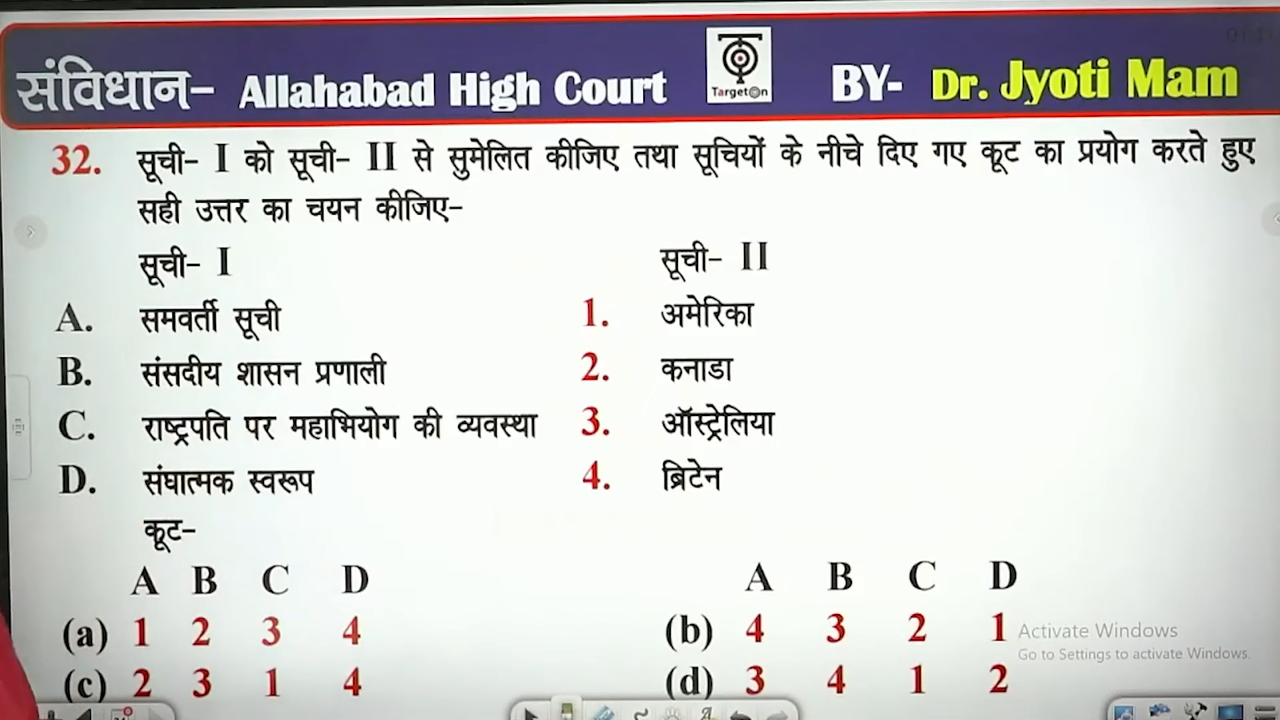 संविधान- Allahabad High Court TargetOn BY- Dr. Jyoti Mam
32. सूची- I को सूची- II से सुमेलित कीजिए तथा सूचियों के नीचे दिए गए कूट का प्रयोग करते हुए
सही उत्तर का चयन कीजिए-
सूची- I सूची- II
A. समवर्ती सूची 1. अमेरिका
B. संसदीय शासन प्रणाली 2. कनाडा
C. राष्ट्रपति पर महाभियोग की व्यवस्था 3. ऑस्ट्रेलिया
D. संघात्मक स्वरूप 4. ब्रिटेन
कूट-
A B C D A B C D
(a) 1 2 3 4 (b) 4 3 2 1
Activate Windows
Go to Settings to activate Windows.
(c) 2 3 1 4 (d) 3 4 1 2